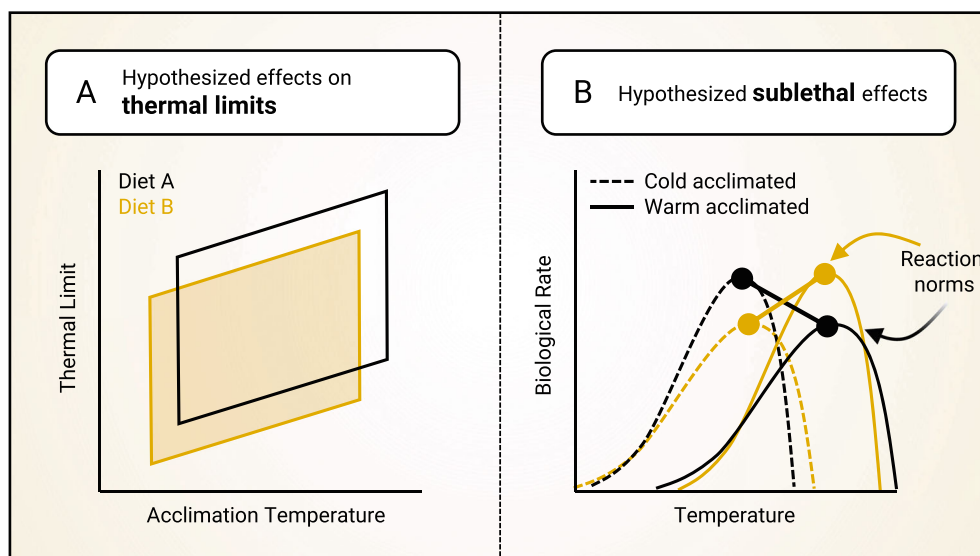 A
Hypothesized effects on
thermal limits
Diet A
Diet B
Thermal Limit
Acclimation Temperature
B
Hypothesized sublethal effects
Cold acclimated
Warm acclimated
Reaction
norms
Biological Rate
Temperature